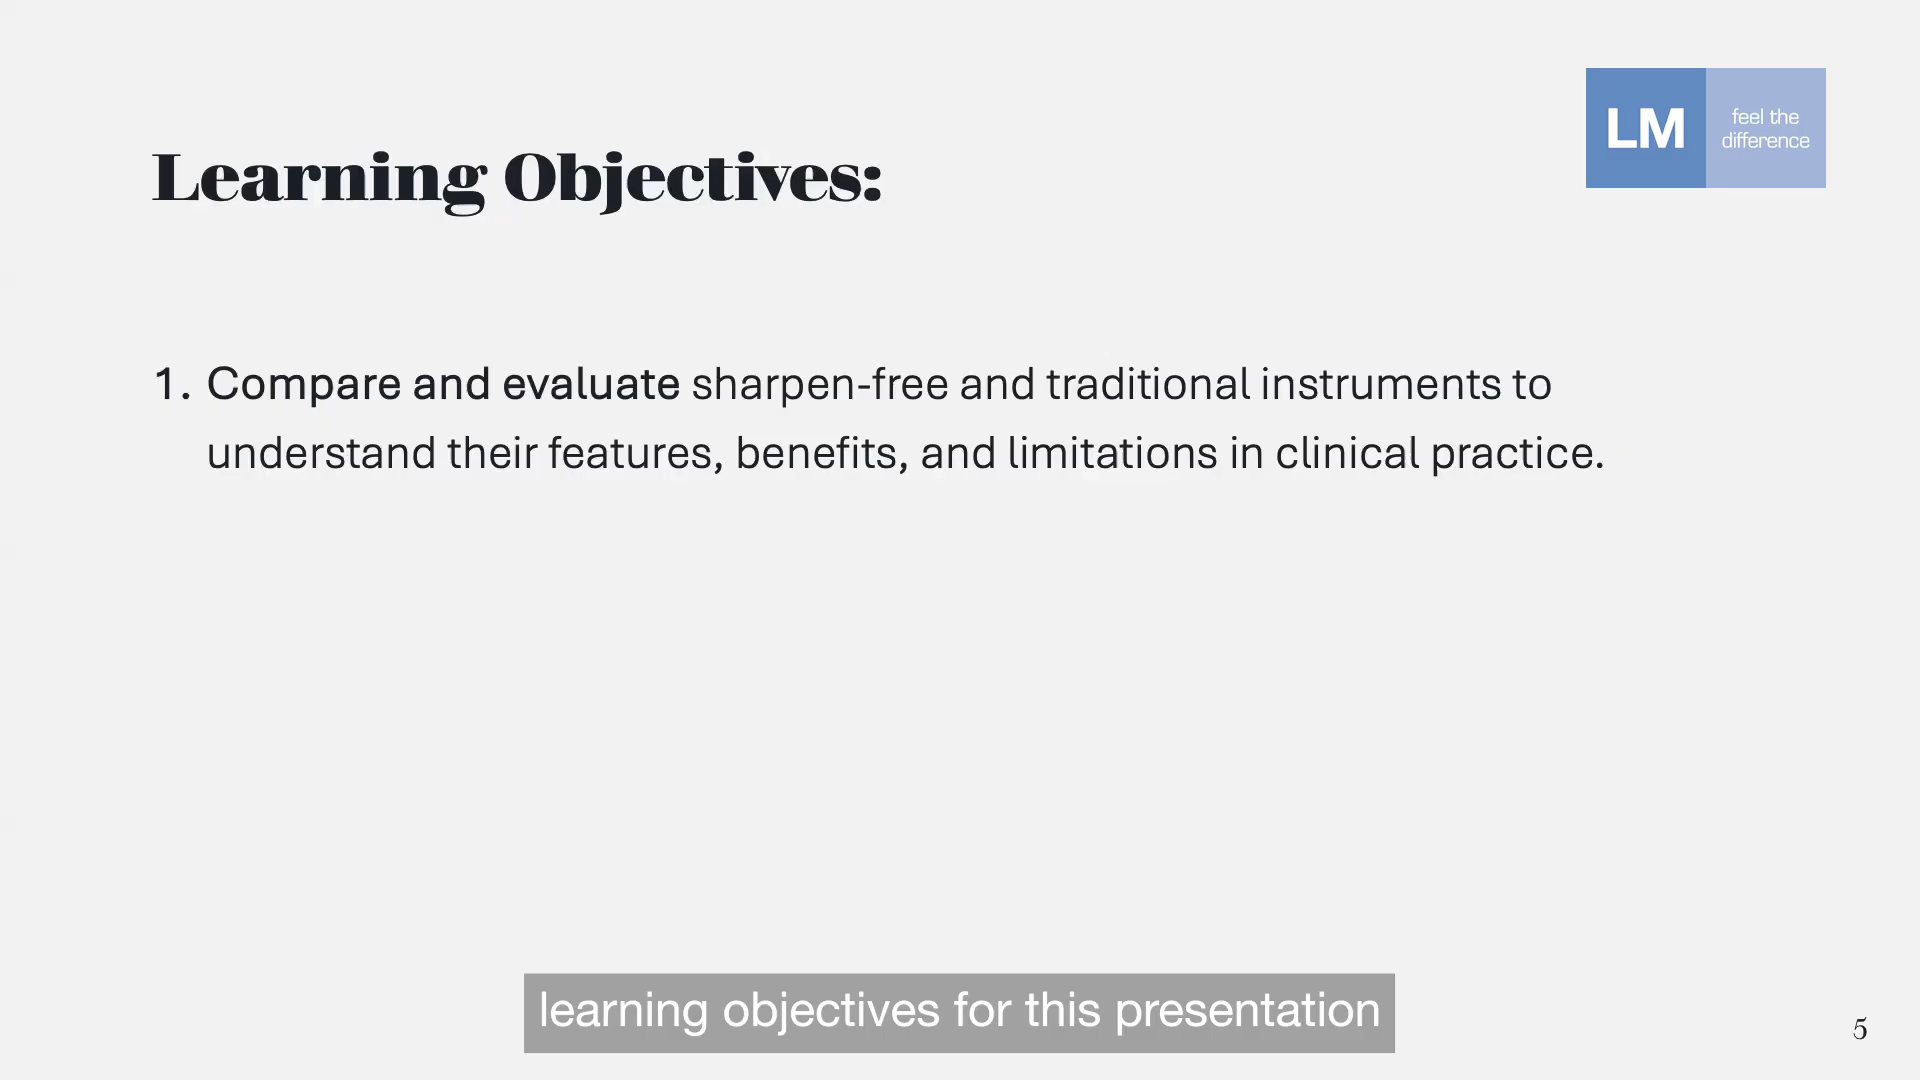 LM
feel the
difference
Learning Objectives:
1. Compare and evaluate sharpen-free and traditional instruments to
understand their features, benefits, and limitations in clinical practice.
learning objectives for this presentation
5